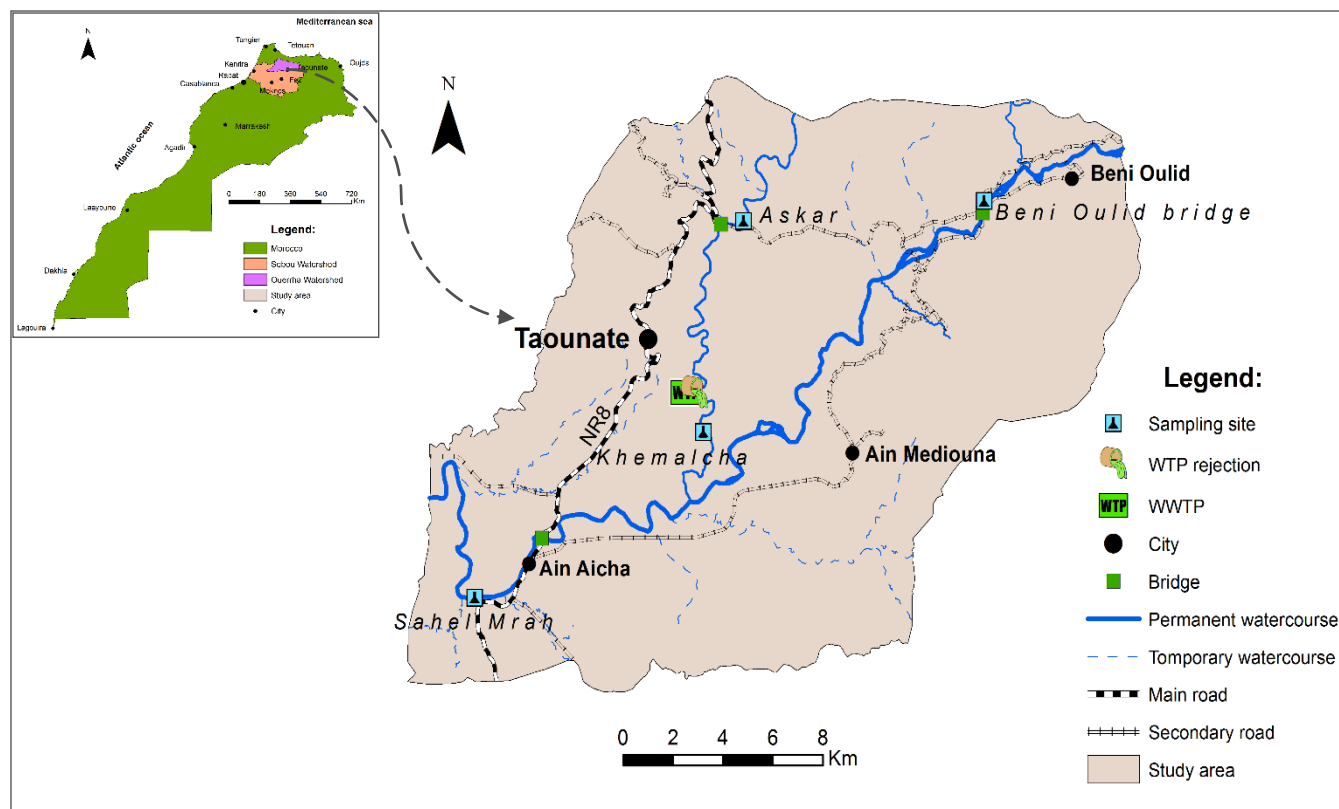 Mediterranean sea
N
Tangier
Tetouan
Kenitra
Rabat
Casablanca
Taounate
Fez
Meknes
Oujda
Marrakesh
Agadir
Atlantic ocean
Laayoune
Dakhla
Lagouira
0 180 360 540 720
Km
Legend:
Morocco
Sebou Watershed
Ouerrha Watershed
Study area
City
N
Beni Oulid
Askar
Beni Oulid bridge
Taounate
WTP
NR8
Khemalcha
Ain Mediouna
Ain Aicha
Sahel Mrah
0 2 4 6 8
Km
Legend:
Sampling site
WTP rejection
WTP
WWTP
City
Bridge
Permanent watercourse
Tomporary watercourse
Main road
Secondary road
Study area